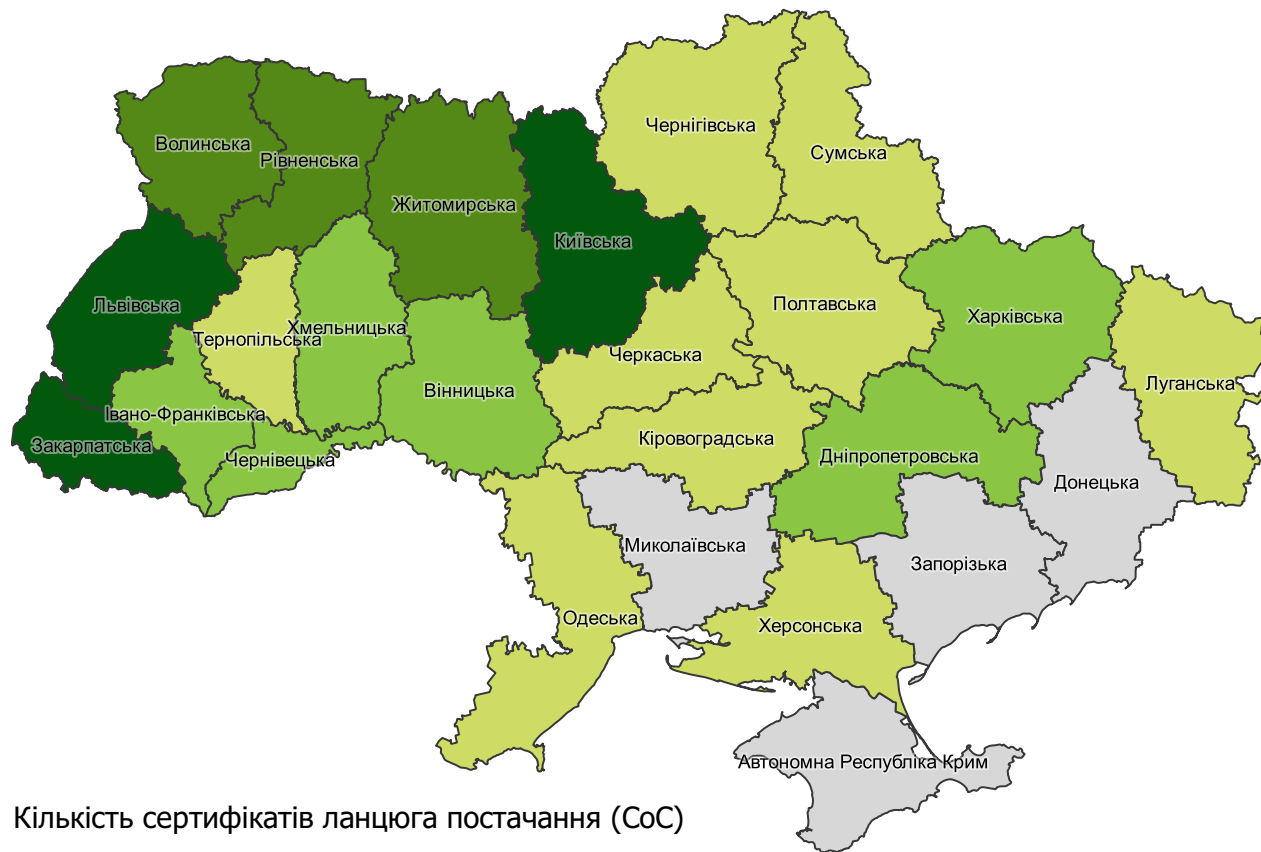 Чернігівська
Волинська
Сумська
Рівненська
Житомирська
Київська
Львівська
Полтавська
Харківська
Хмельницька
Тернопільська
Черкаська
Луганська
Вінницька
Івано-Франківська
Кіровоградська
Закарпатська
Дніпропетровська
Чернівецька
Донецька
Миколаївська
Запорізька
Одеська
Херсонська
Автономна Республіка Крим
Кількість сертифікатів ланцюга постачання (CoC)